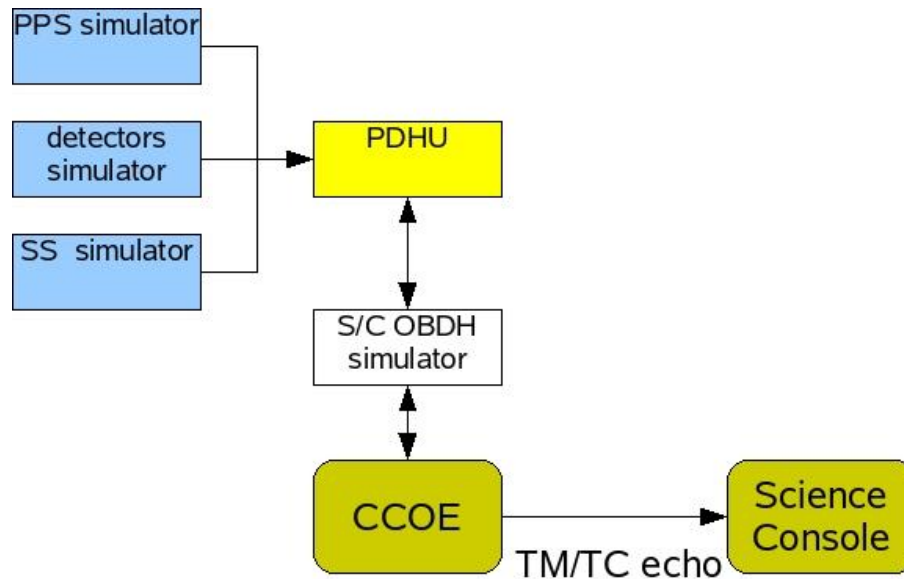 PPS simulator
detectors
simulator
PDHU
SS simulator
S/C OBDH
simulator
CCOE
TM/TC echo
Science
Console